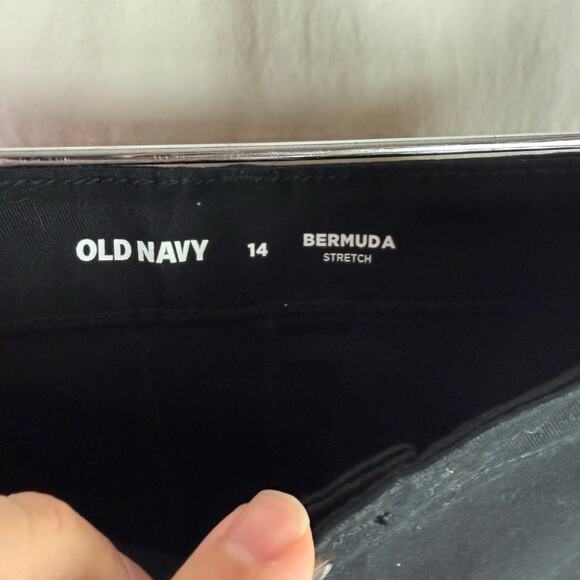 OLD NAVY 14 BERMUDA
STRETCH